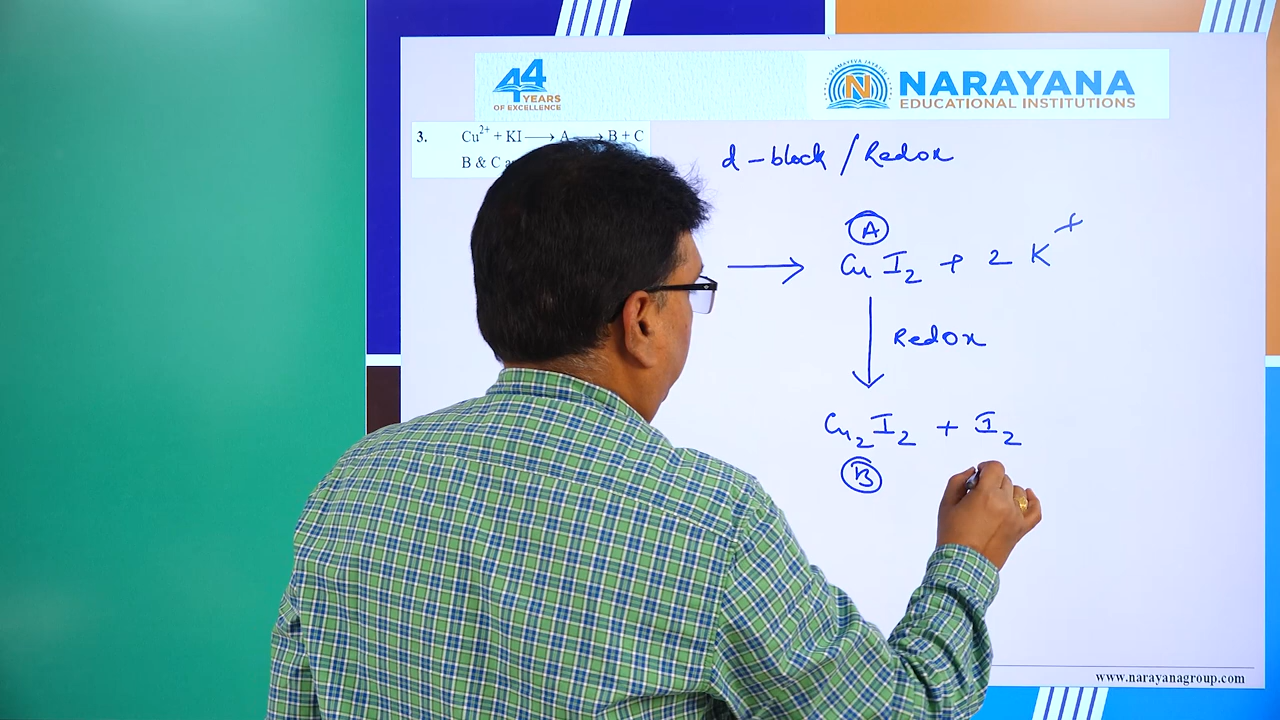 44
YEARS
OF EXCELLENCE
NARAYANA
EDUCATIONAL INSTITUTIONS
3. Cu²⁺ + KI ⟶ A ⟶ B + C
B & C
d-block / Redox
A
⟶ CuI₂ + 2K⁺
Redox
Cu₂I₂ + I₂
B
www.narayanagroup.com